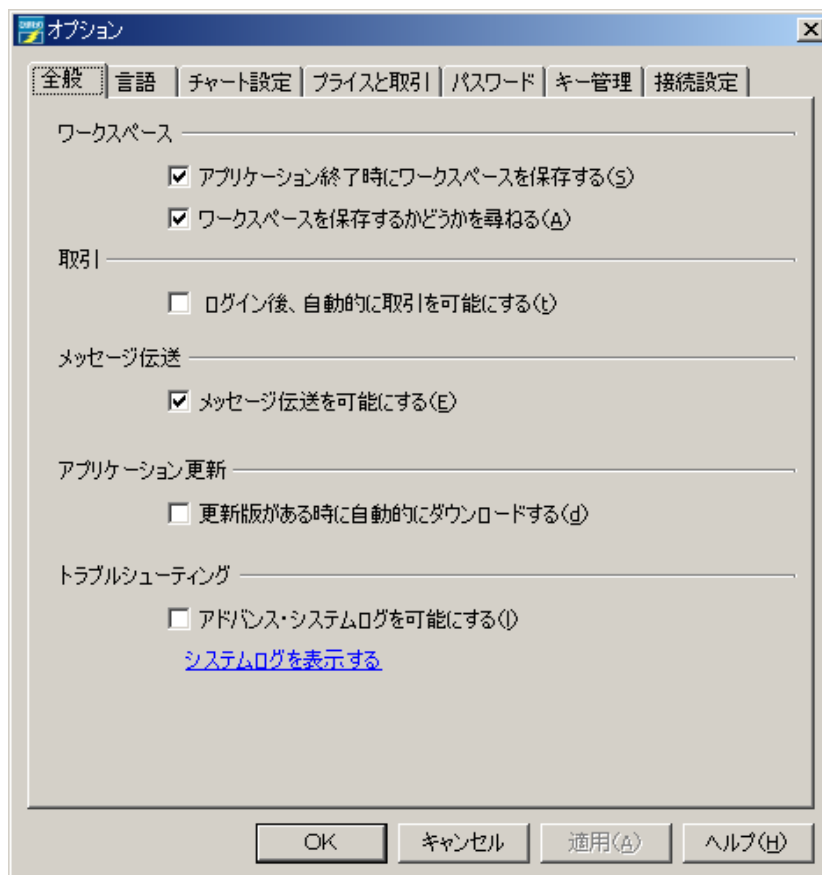 オプション
全般 言語 チャート設定 プライスと取引 パスワード キー管理 接続設定
ワークスペース
アプリケーション終了時にワークスペースを保存する(S)
ワークスペースを保存するかどうかを尋ねる(A)
取引
ログイン後、自動的に取引を可能にする(t)
メッセージ伝送
メッセージ伝送を可能にする(E)
アプリケーション更新
更新版がある時に自動的にダウンロードする(d)
トラブルシューティング
アドバンス・システムログを可能にする(l)
システムログを表示する
OK キャンセル 適用(A) ヘルプ(H)